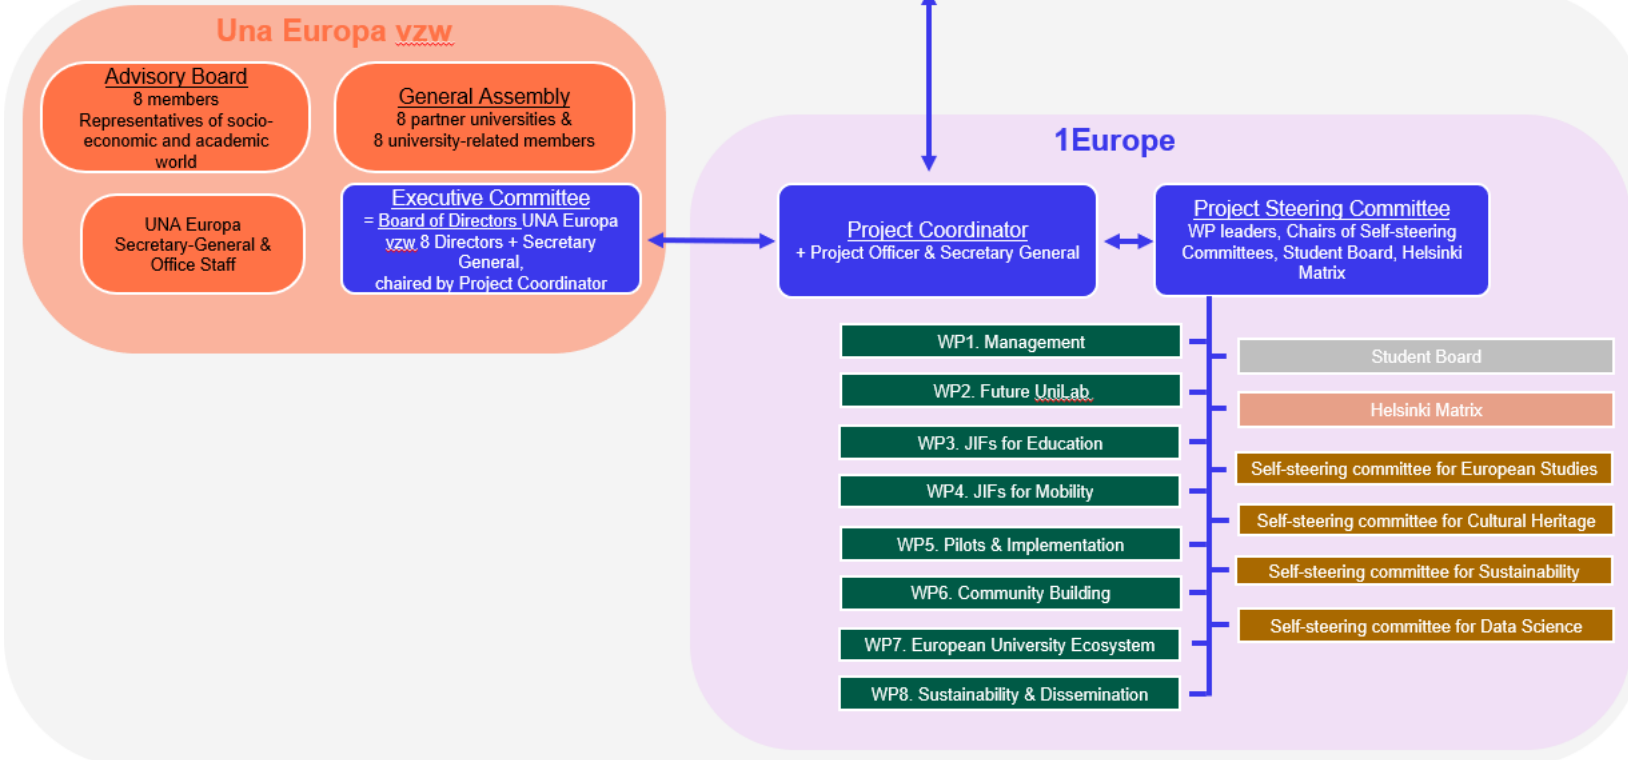 Una Europa vzw
Advisory Board
8 members
Representatives of socio-
economic and academic
world
General Assembly
8 partner universities &
8 university-related members
UNA Europa
Secretary-General &
Office Staff
Executive Committee
= Board of Directors UNA Europa
vzw 8 Directors + Secretary
General,
chaired by Project Coordinator
1Europe
Project Coordinator
+ Project Officer & Secretary General
Project Steering Committee
WP leaders, Chairs of Self-steering
Committees, Student Board, Helsinki
Matrix
WP1. Management
WP2. Future UniLab
WP3. JIFs for Education
WP4. JIFs for Mobility
WP5. Pilots & Implementation
WP6. Community Building
WP7. European University Ecosystem
WP8. Sustainability & Dissemination
Student Board
Helsinki Matrix
Self-steering committee for European Studies
Self-steering committee for Cultural Heritage
Self-steering committee for Sustainability
Self-steering committee for Data Science